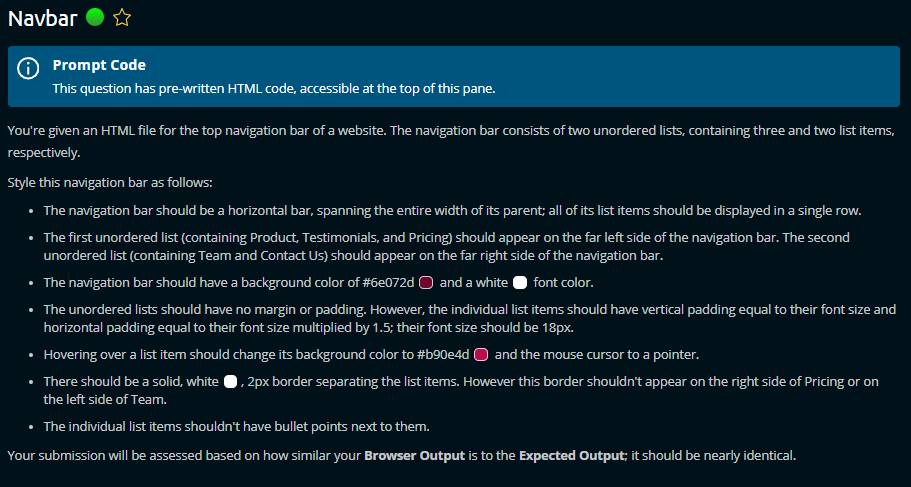 Navbar
Prompt Code
This question has pre-written HTML code, accessible at the top of this pane.
You're given an HTML file for the top navigation bar of a website. The navigation bar consists of two unordered lists, containing three and two list items,
respectively.
Style this navigation bar as follows:
• The navigation bar should be a horizontal bar, spanning the entire width of its parent; all of its list items should be displayed in a single row.
• The first unordered list (containing Product, Testimonials, and Pricing) should appear on the far left side of the navigation bar. The second
unordered list (containing Team and Contact Us) should appear on the far right side of the navigation bar.
• The navigation bar should have a background color of #6e072d and a white font color.
• The unordered lists should have no margin or padding. However, the individual list items should have vertical padding equal to their font size and
horizontal padding equal to their font size multiplied by 1.5; their font size should be 18px.
• Hovering over a list item should change its background color to #b90e4d and the mouse cursor to a pointer.
• There should be a solid, white , 2px border separating the list items. However this border shouldn't appear on the right side of Pricing or on
the left side of Team.
• The individual list items shouldn't have bullet points next to them.
Your submission will be assessed based on how similar your Browser Output is to the Expected Output; it should be nearly identical.